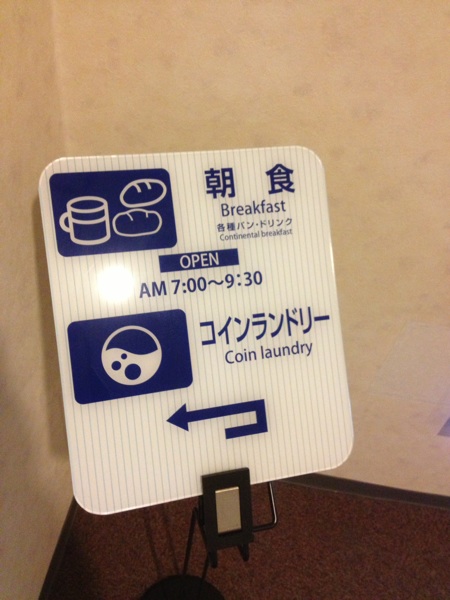 朝食
Breakfast
各種パン・ドリンク
Continental breakfast
OPEN
AM 7:00～9:30
コインランドリー
Coin laundry